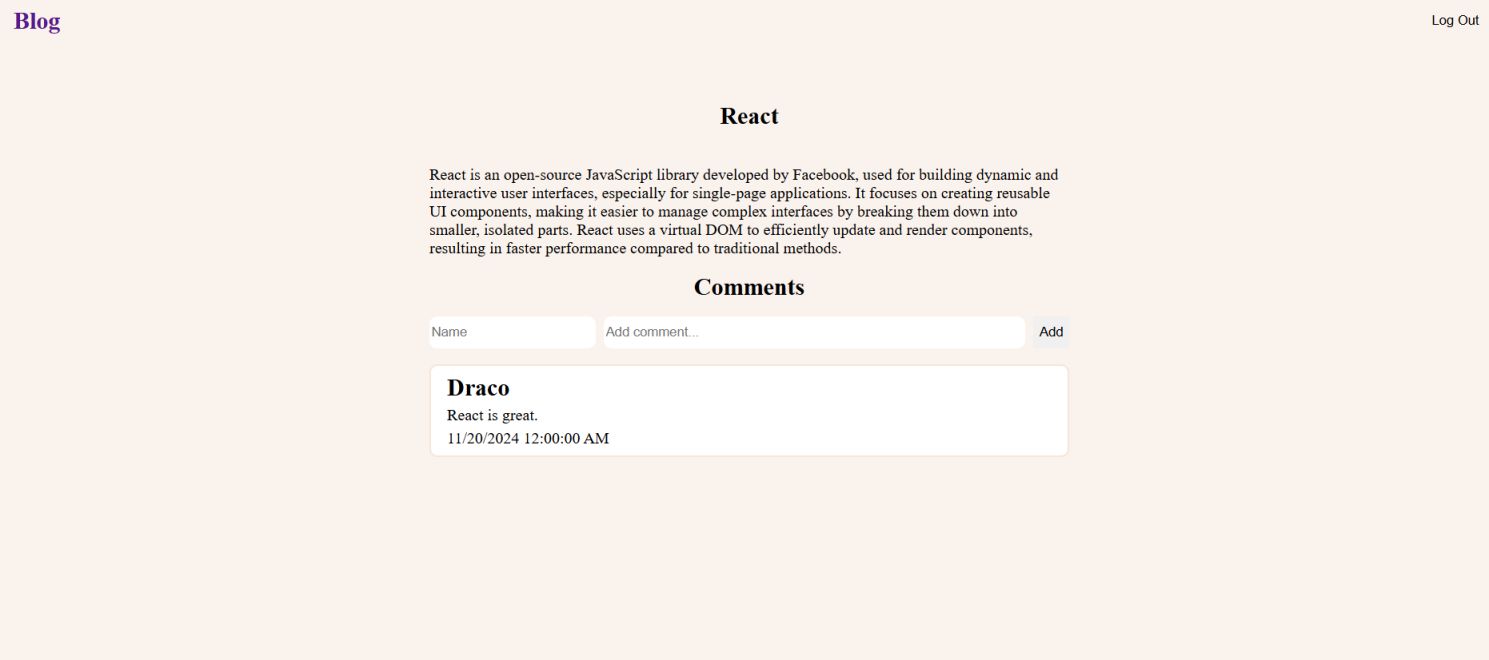 Blog
Log Out
React
React is an open-source JavaScript library developed by Facebook, used for building dynamic and
interactive user interfaces, especially for single-page applications. It focuses on creating reusable
UI components, making it easier to manage complex interfaces by breaking them down into
smaller, isolated parts. React uses a virtual DOM to efficiently update and render components,
resulting in faster performance compared to traditional methods.
Comments
Name
Add comment...
Add
Draco
React is great.
11/20/2024 12:00:00 AM